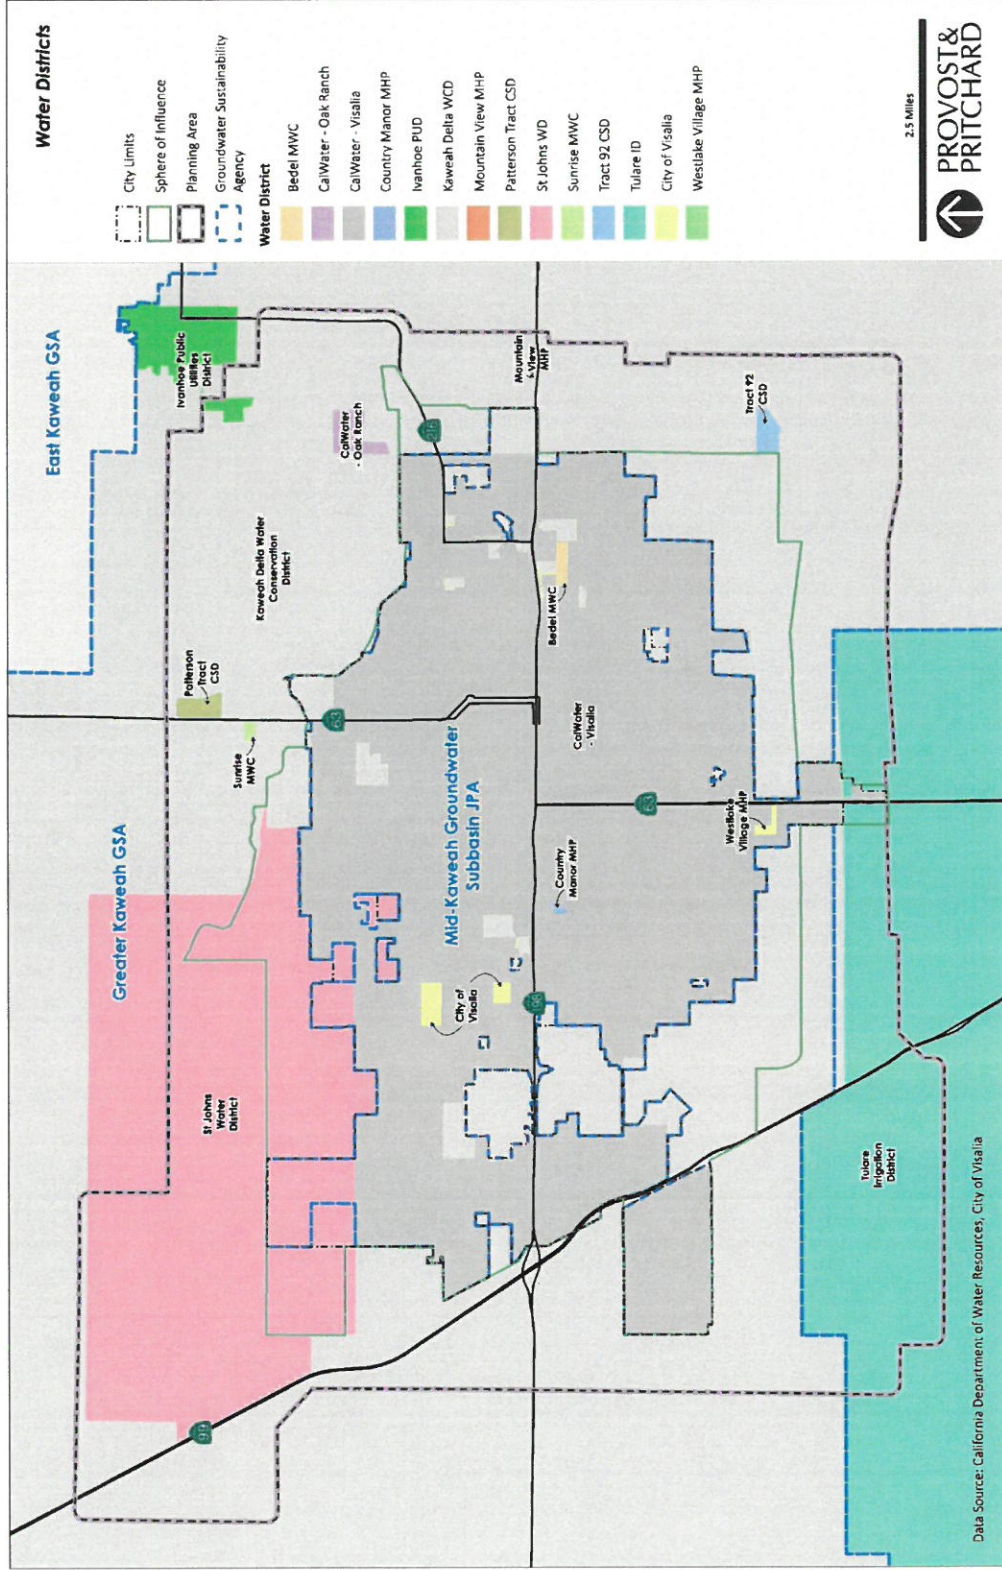 Water Districts
City Limits
Sphere of Influence
Planning Area
Groundwater Sustainability
Agency
Water District
Bedel MWC
CalWater - Oak Ranch
CalWater - Visalia
Country Manor MHP
Ivanhoe PUD
Kaweah Delta WCD
Mountain View MHP
Patterson Tract CSD
St Johns WD
Sunrise MWC
Tract 92 CSD
Tulare ID
City of Visalia
Westlake Village MHP
2.5 Miles
PROVOST&
PRITCHARD
East Kaweah GSA
Greater Kaweah GSA
Ivanhoe Public
Utilities
District
Kaweah Delta Water
Conservation
District
Patterson
Tract
CSD
Sunrise
MWC
CalWater
- Oak Ranch
216
63
St Johns
Water
District
99
Mid-Kaweah Groundwater
Subbasin JPA
City of
Visalia
198
Mountain
View
MHP
Bedel MWC
CalWater
- Visalia
Country
Manor MHP
63
Westlake
Village MHP
Tract 92
CSD
Tulare
Irrigation
District
Data Source: California Department of Water Resources, City of Visalia